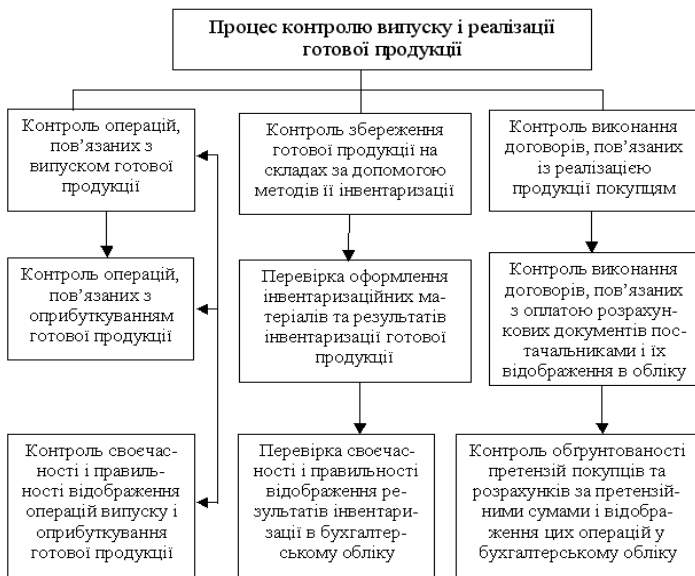 Процес контролю випуску і реалізації
готової продукції
Контроль операцій,
пов’язаних з
випуском готової
продукції
Контроль збереження
готової продукції на
складах за допомогою
методів її інвентаризації
Контроль виконання
договорів, пов’язаних
із реалізацією
продукції покупцям
Контроль операцій,
пов’язаних з
оприбуткуванням
готової продукції
Перевірка оформлення
інвентаризаційних ма-
теріалів та результатів
інвентаризації готової
продукції
Контроль виконання
договорів, пов’язаних
з оплатою розрахун-
кових документів пос-
тачальниками і їх
відображення в обліку
Контроль своєчас-
ності і правиль-
ності відображення
операцій випуску і
оприбуткування
готової продукції
Перевірка своєчас-
ності і правильності
відображення ре-
зультатів інвентари-
зації в бухгалтер-
ському обліку
Контроль обґрунтованості
претензій покупців та
розрахунків за претензій-
ними сумами і відобра-
ження цих операцій у
бухгалтерському обліку